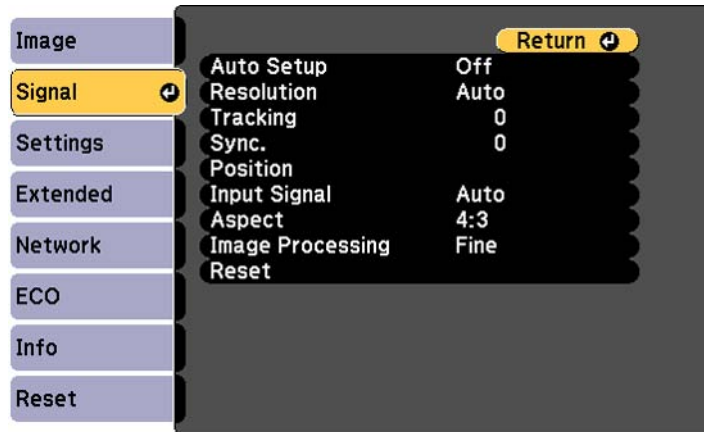 Image
Signal
Settings
Extended
Network
ECO
Info
Reset
Return
Auto Setup Off
Resolution Auto
Tracking 0
Sync. 0
Position
Input Signal Auto
Aspect 4:3
Image Processing Fine
Reset